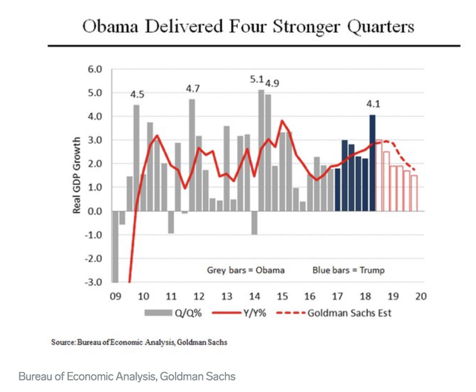 Obama Delivered Four Stronger Quarters
6.0
5.0
4.0
3.0
2.0
1.0
0.0
-1.0
-2.0
-3.0
Real GDP Growth
4.5
4.7
5.1 4.9
4.1
Grey bars = Obama Blue bars = Trump
09 10 11 12 13 14 15 16 17 18 19 20
Q/Q% Y/Y% Goldman Sachs Est
Source: Bureau of Economic Analysis, Goldman Sachs
Bureau of Economic Analysis, Goldman Sachs